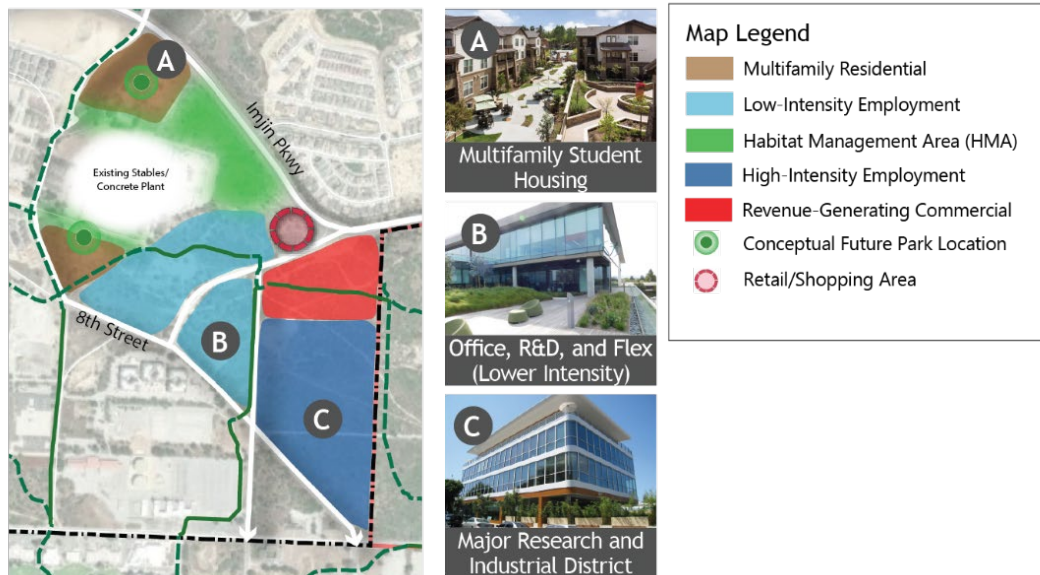 A
Imjin Pkwy
Existing Stables/
Concrete Plant
8th Street
B
C
A
Multifamily Student
Housing
B
Office, R&D, and Flex
(Lower Intensity)
C
Major Research and
Industrial District
Map Legend
Multifamily Residential
Low-Intensity Employment
Habitat Management Area (HMA)
High-Intensity Employment
Revenue-Generating Commercial
Conceptual Future Park Location
Retail/Shopping Area